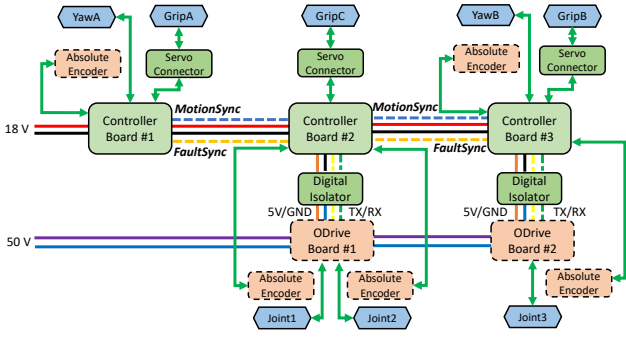 YawA
GripA
GripC
YawB
GripB
Absolute
Encoder
Servo
Connector
Servo
Connector
Absolute
Encoder
Servo
Connector
MotionSync
MotionSync
18 V
Controller
Board #1
Controller
Board #2
Controller
Board #3
FaultSync
FaultSync
Digital
Isolator
Digital
Isolator
5V/GND
TX/RX
5V/GND
TX/RX
50 V
ODrive
Board #1
ODrive
Board #2
Absolute
Encoder
Absolute
Encoder
Absolute
Encoder
Joint1
Joint2
Joint3